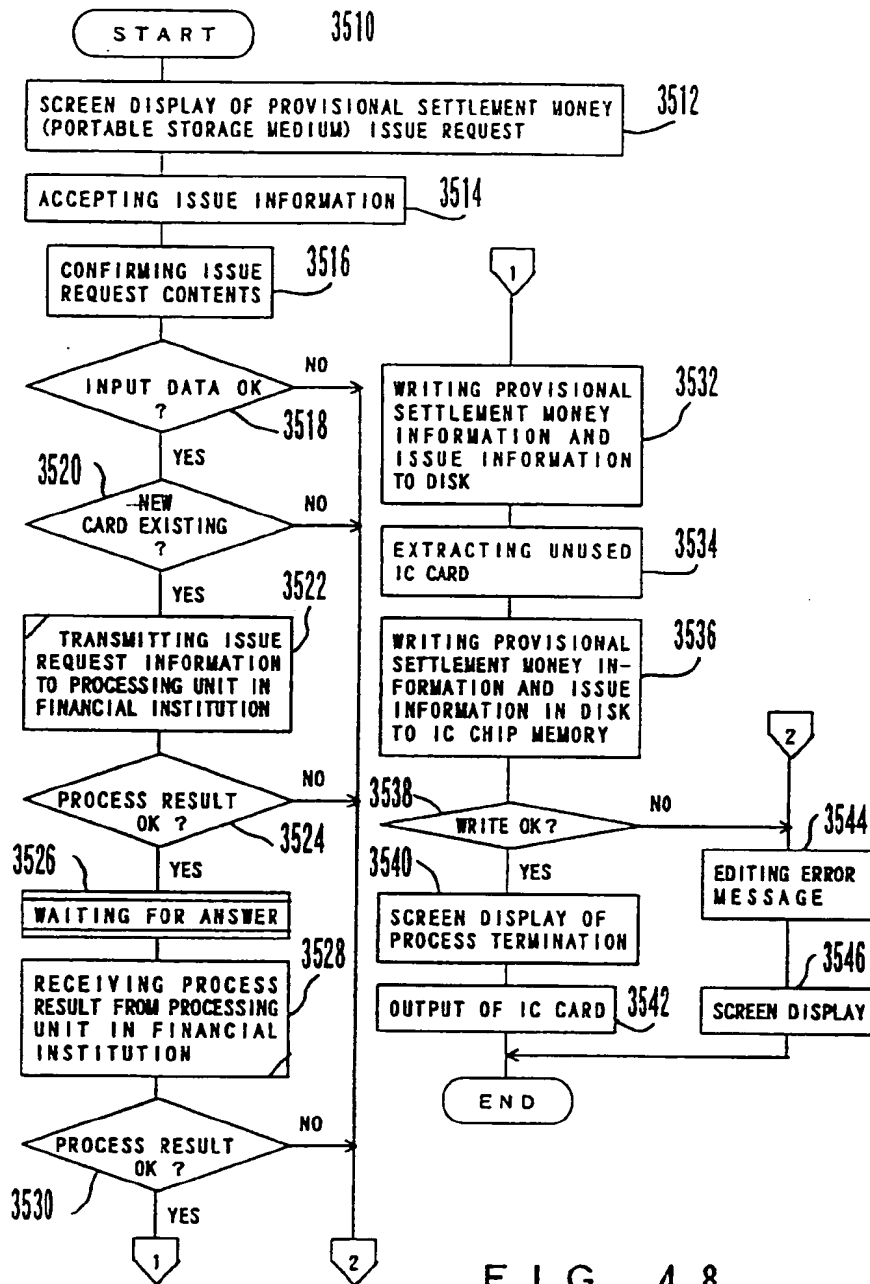 START
3510
SCREEN DISPLAY OF PROVISIONAL SETTLEMENT MONEY
(PORTABLE STORAGE MEDIUM) ISSUE REQUEST
3512
ACCEPTING ISSUE INFORMATION
3514
CONFIRMING ISSUE
REQUEST CONTENTS
3516
INPUT DATA OK
?
3518
NO
YES
3520
NEW
CARD EXISTING
?
NO
YES
3522
TRANSMITTING ISSUE
REQUEST INFORMATION
TO PROCESSING UNIT IN
FINANCIAL INSTITUTION
PROCESS RESULT
OK ?
3524
NO
YES
3526
WAITING FOR ANSWER
3528
RECEIVING PROCESS
RESULT FROM PROCESSING
UNIT IN FINANCIAL
INSTITUTION
PROCESS RESULT
OK ?
3530
NO
YES
1
2
1
WRITING PROVISIONAL
SETTLEMENT MONEY
INFORMATION AND
ISSUE INFORMATION
TO DISK
3532
EXTRACTING UNUSED
IC CARD
3534
WRITING PROVISIONAL
SETTLEMENT MONEY IN-
FORMATION AND ISSUE
INFORMATION IN DISK
TO IC CHIP MEMORY
3536
3538
WRITE OK?
NO
YES
3540
SCREEN DISPLAY OF
PROCESS TERMINATION
OUTPUT OF IC CARD
3542
END
2
3544
EDITING ERROR
MESSAGE
3546
SCREEN DISPLAY
FIG. 48